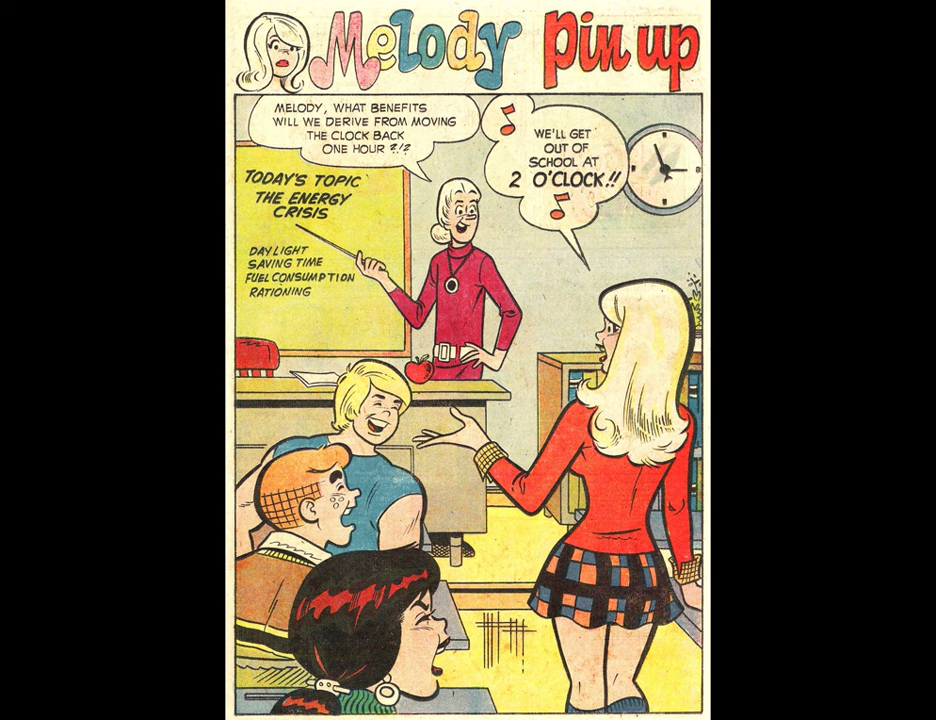 Melody Pin up
MELODY, WHAT BENEFITS
WILL WE DERIVE FROM MOVING
THE CLOCK BACK
ONE HOUR ?!?
WE'LL GET
OUT OF
SCHOOL AT
2 O'CLOCK!!
TODAY'S TOPIC
THE ENERGY
CRISIS
DAYLIGHT
SAVING TIME
FUEL CONSUMPTION
RATIONING